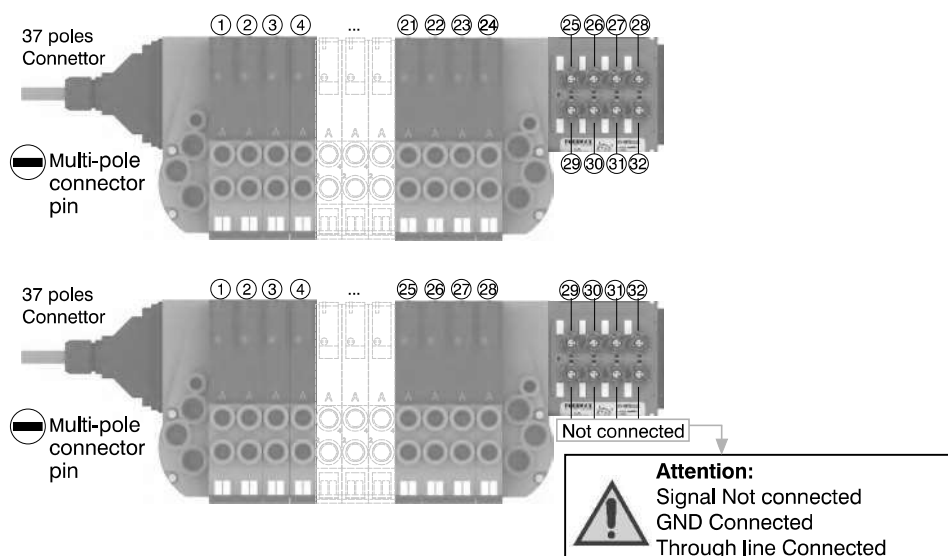 ① ② ③ ④ ... ㉑ ㉒ ㉓ ㉔ ㉕ ㉖ ㉗ ㉘
37 poles
Connettor
A A A A A A A A A A A
Multi-pole
connector
pin
㉙ ㉚ ㉛ ㉜
① ② ③ ④ ... ㉕ ㉖ ㉗ ㉘ ㉙ ㉚ ㉛ ㉜
37 poles
Connettor
A A A A A A A A A A A
Multi-pole
connector
pin
Not connected
Attention:
Signal Not connected
GND Connected
Through line Connected